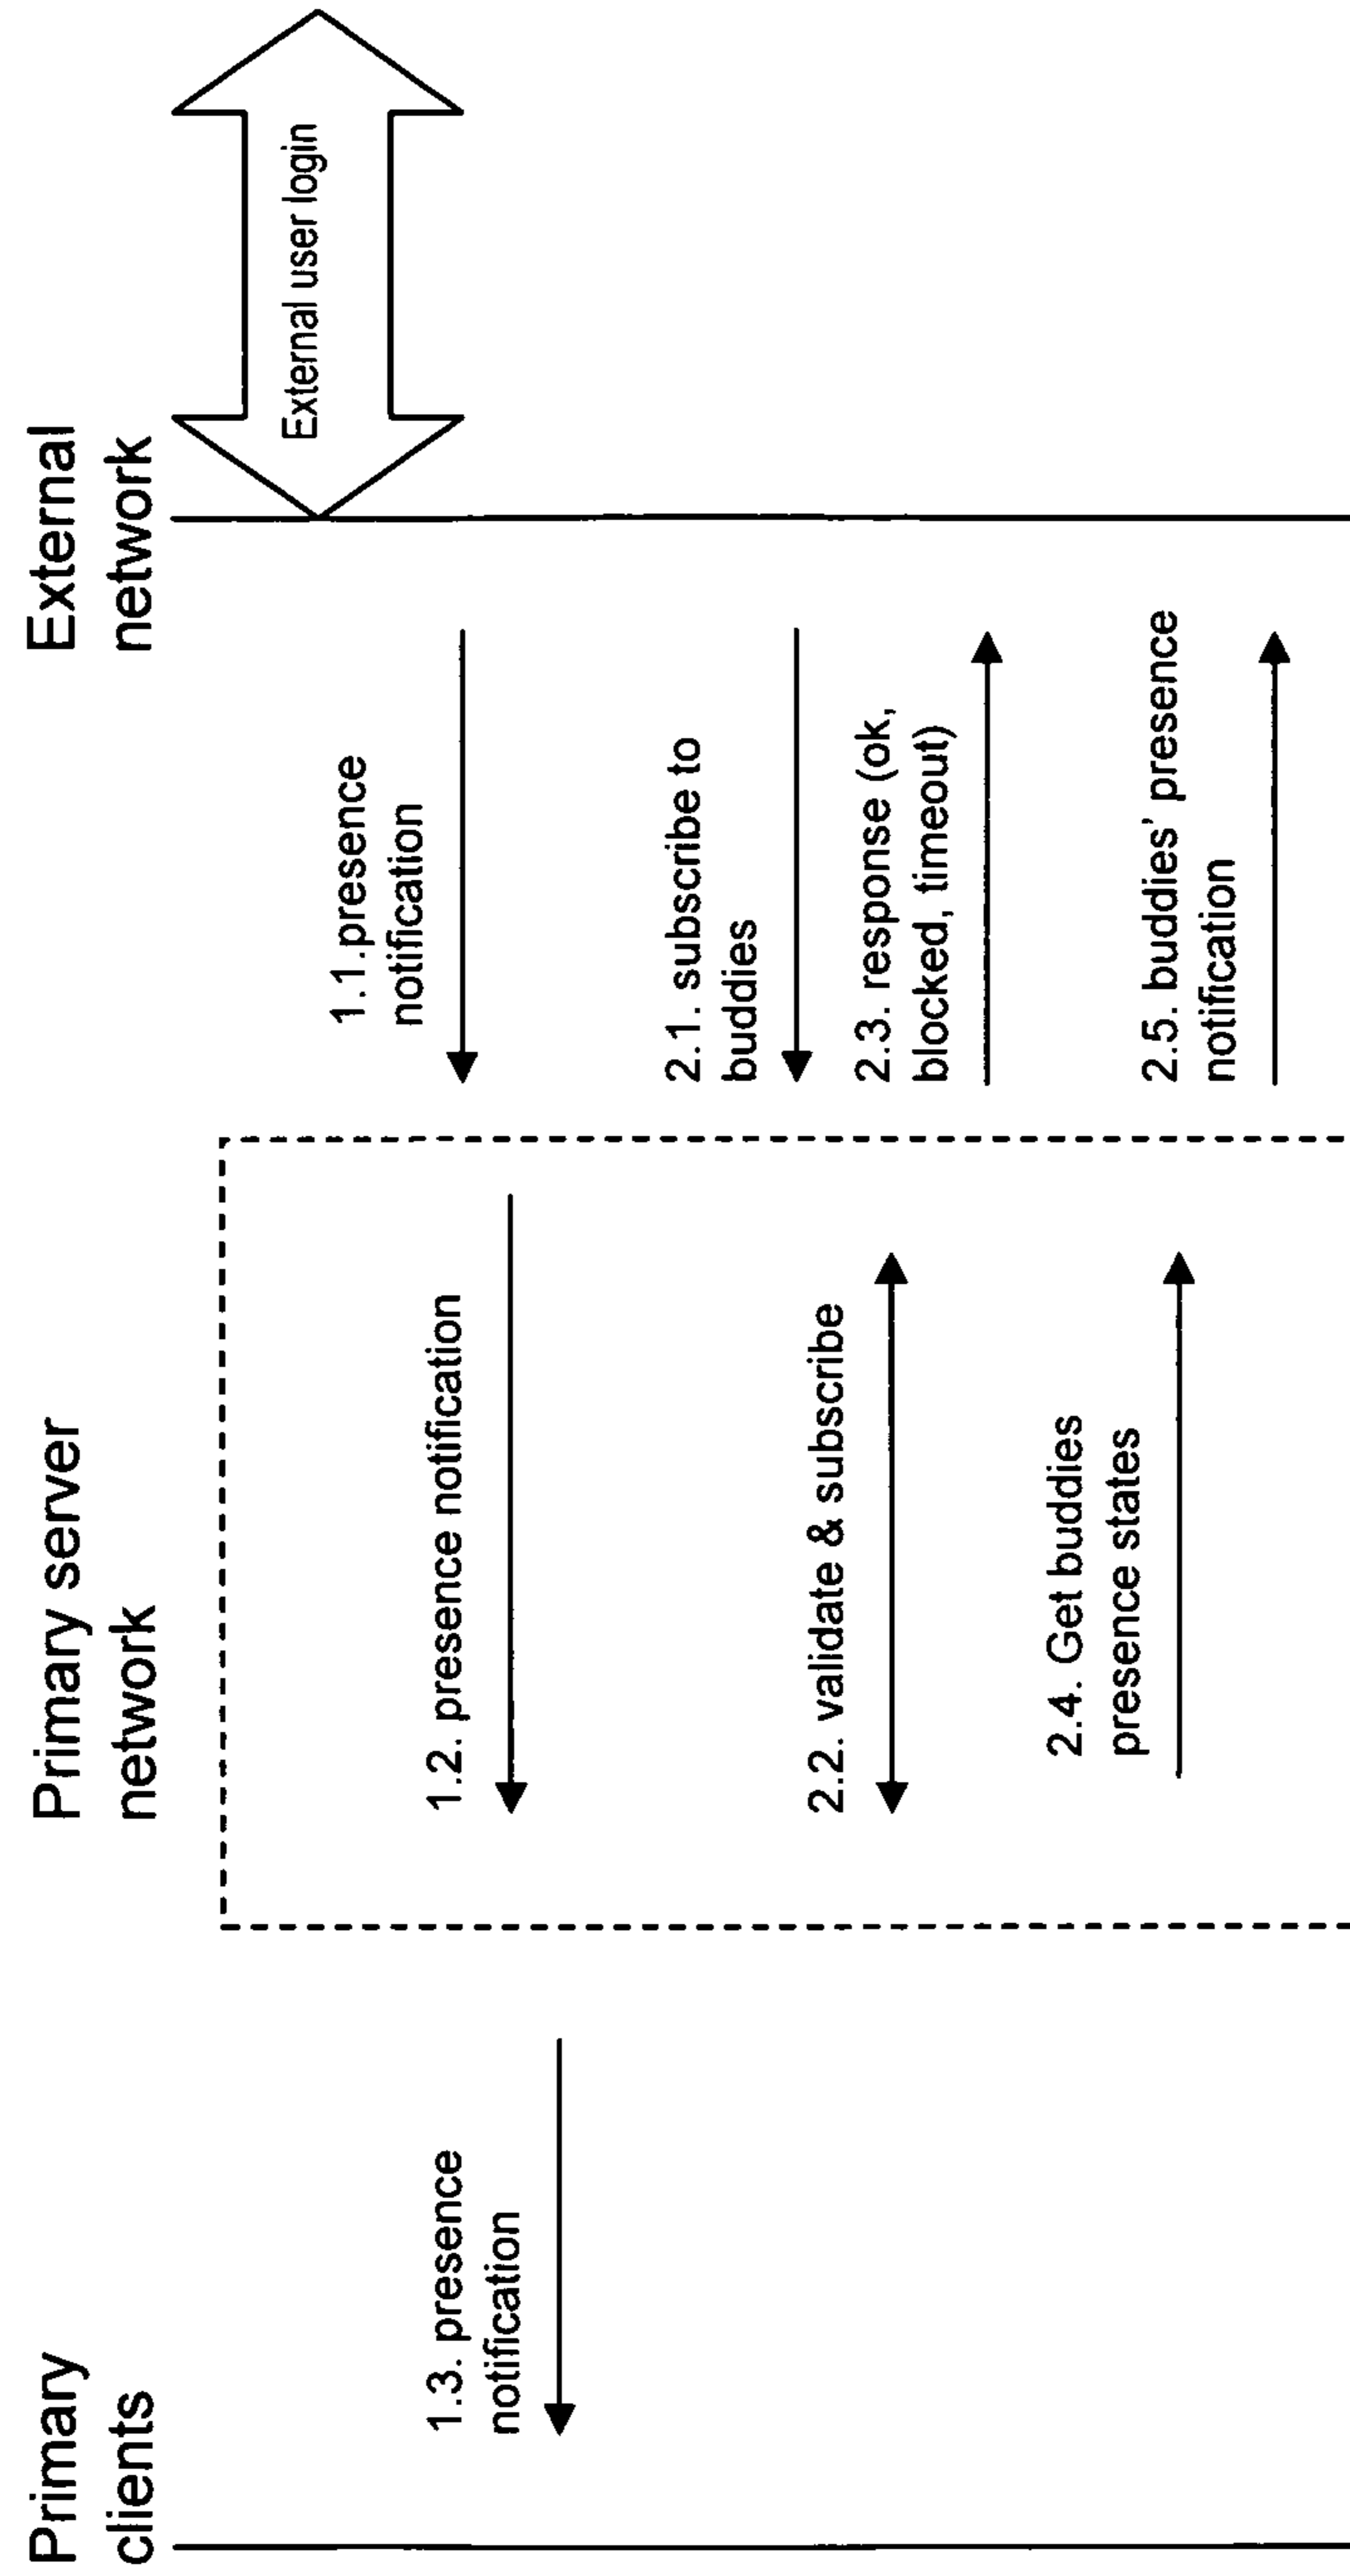 Primary
clients
Primary server
network
External
network
External user login
1.1.presence
notification
1.2. presence notification
1.3. presence
notification
2.1. subscribe to
buddies
2.2. validate & subscribe
2.3. response (ok,
blocked, timeout)
2.4. Get buddies
presence states
2.5. buddies' presence
notification